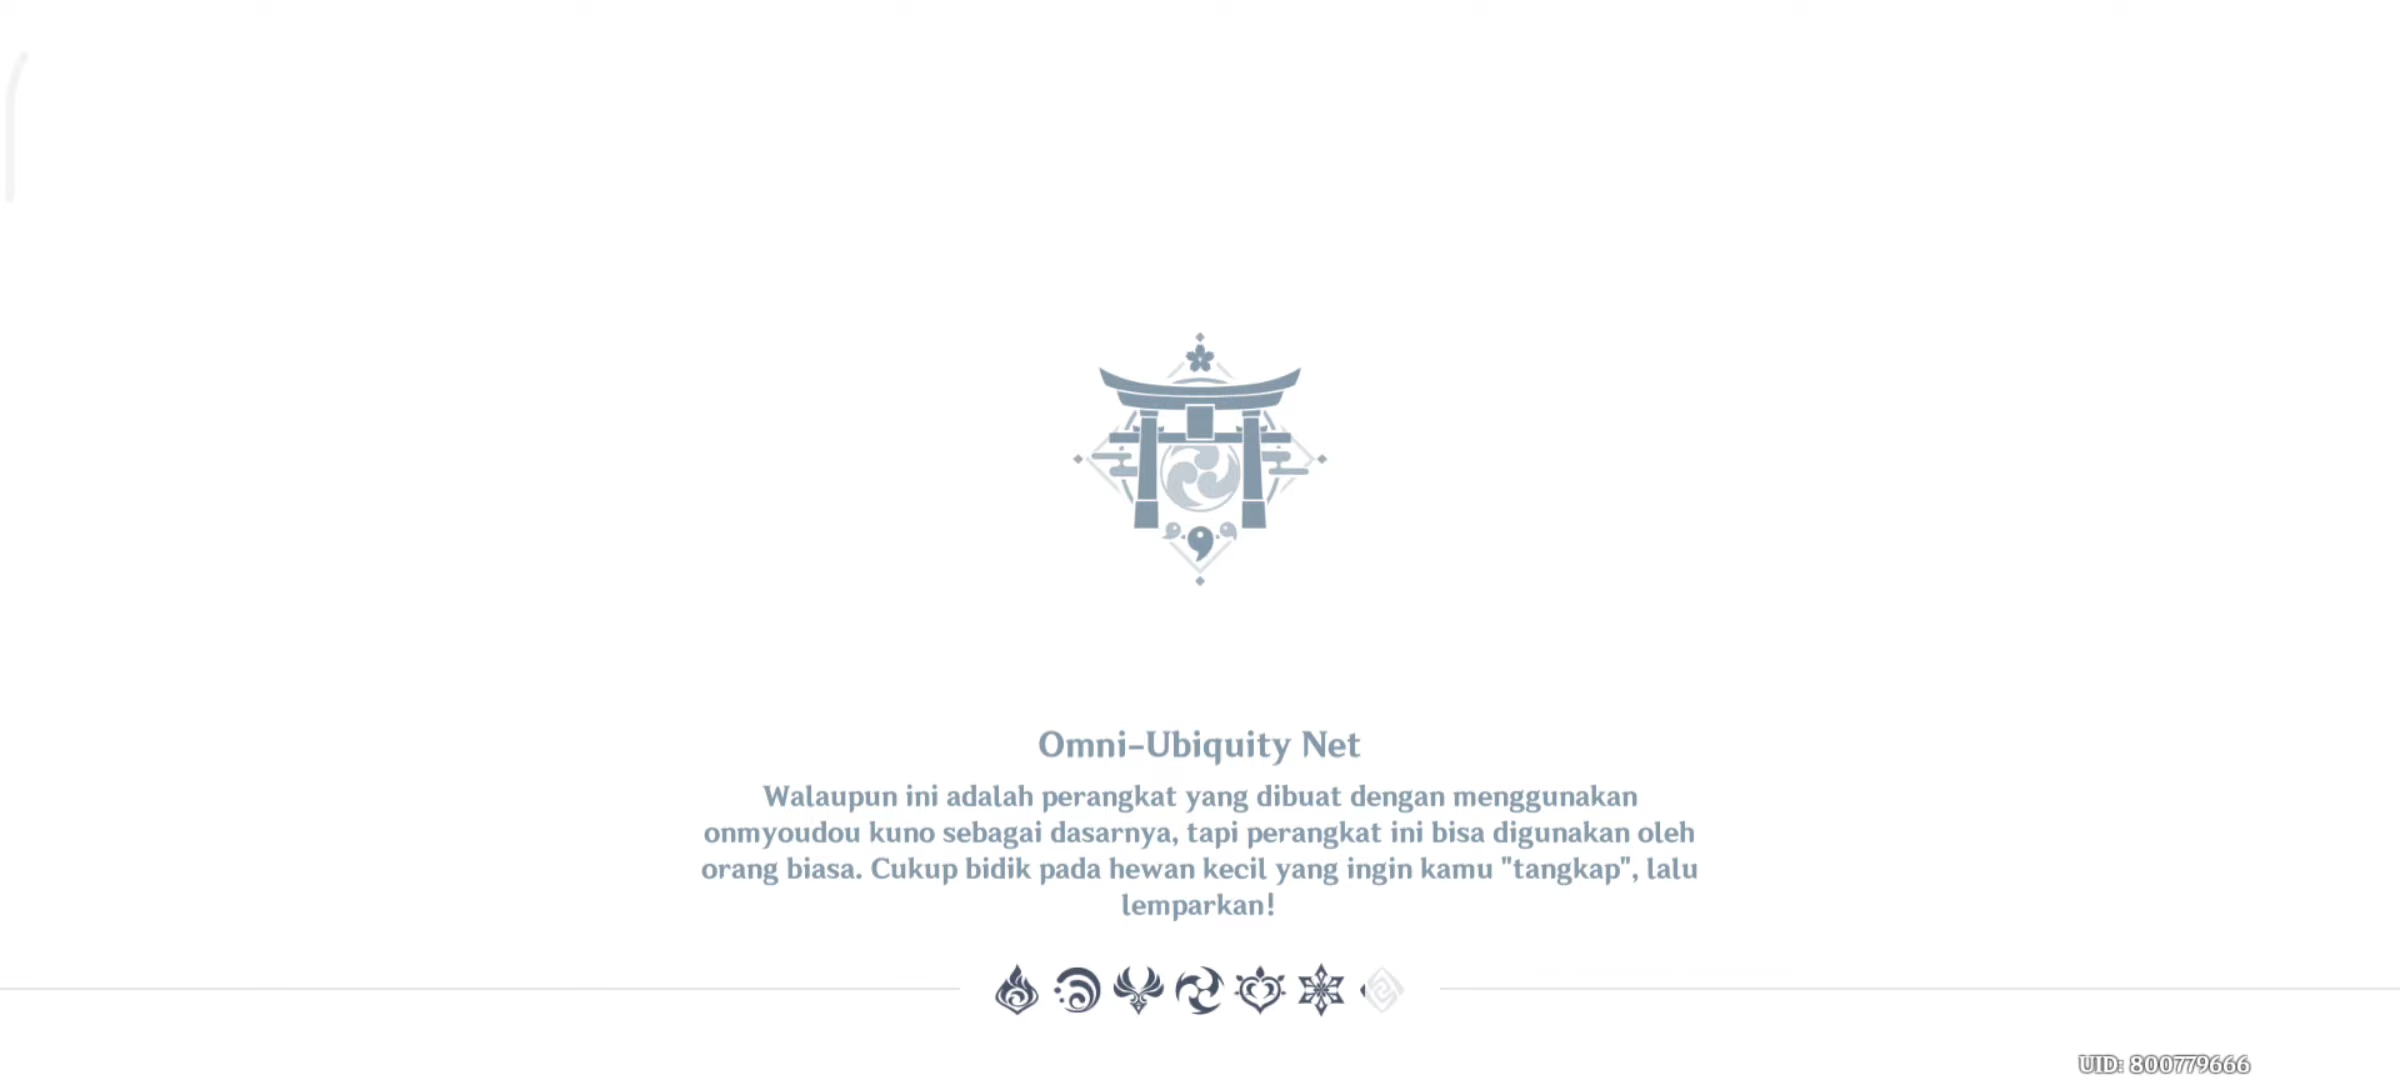 Omni-Ubiquity Net
Walaupun ini adalah perangkat yang dibuat dengan menggunakan
onmyoudou kuno sebagai dasarnya, tapi perangkat ini bisa digunakan oleh
orang biasa. Cukup bidik pada hewan kecil yang ingin kamu "tangkap", lalu
lemparkan!
UID: 800779666